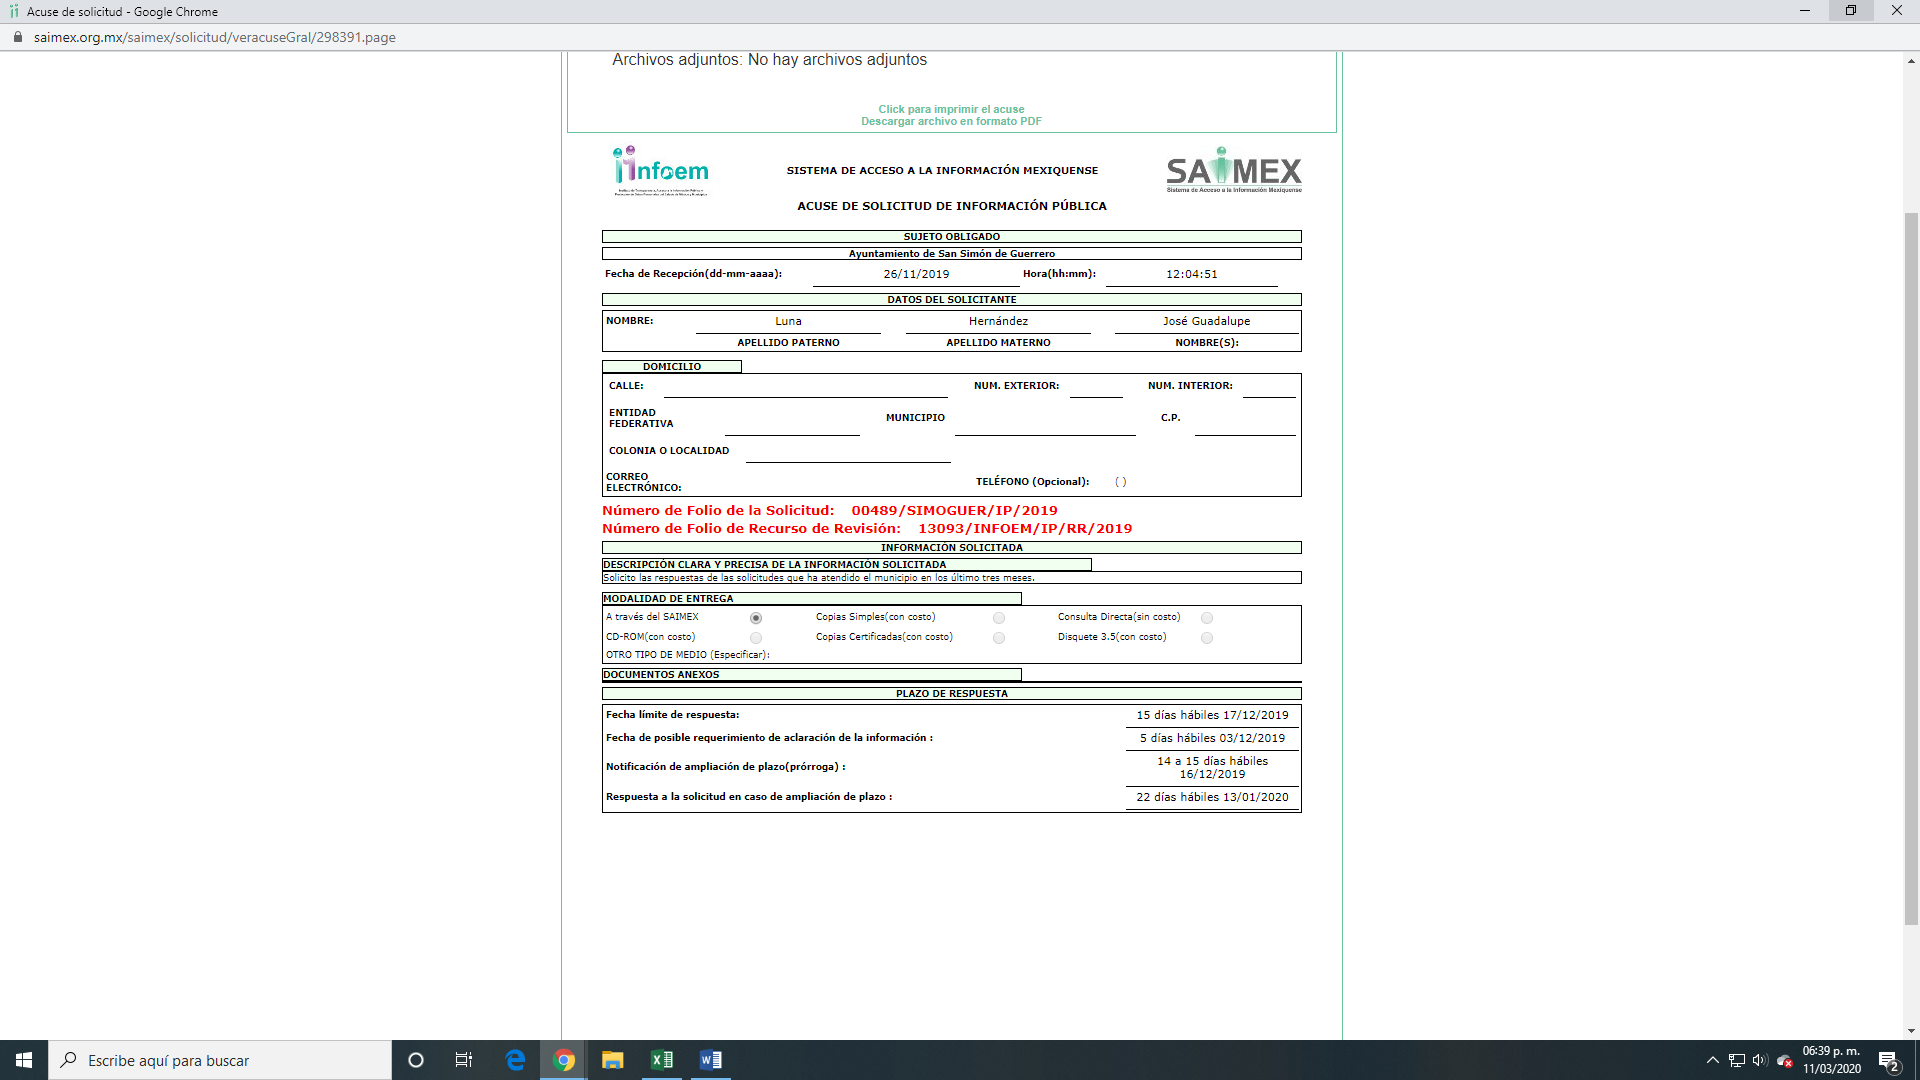 Acuse de solicitud - Google Chrome
saimex.org.mx/saimex/solicitud/veracuseGral/298391.page
Archivos adjuntos: No hay archivos adjuntos
Click para imprimir el acuse
Descargar archivo en formato PDF
infoem
SISTEMA DE ACCESO A LA INFORMACIÓN MEXIQUENSE
SAIMEX
Sistema de Acceso a la Información Mexiquense
ACUSE DE SOLICITUD DE INFORMACIÓN PÚBLICA
SUJETO OBLIGADO
Ayuntamiento de San Simón de Guerrero
Fecha de Recepción(dd-mm-aaaa): 26/11/2019 Hora(hh:mm): 12:04:51
DATOS DEL SOLICITANTE
NOMBRE: Luna Hernández José Guadalupe
APELLIDO PATERNO APELLIDO MATERNO NOMBRE(S):
DOMICILIO
CALLE: NUM. EXTERIOR: NUM. INTERIOR:
ENTIDAD FEDERATIVA MUNICIPIO C.P.
COLONIA O LOCALIDAD
CORREO ELECTRÓNICO: TELÉFONO (Opcional): ( )
Número de Folio de la Solicitud: 00489/SIMOGUER/IP/2019
Número de Folio de Recurso de Revisión: 13093/INFOEM/IP/RR/2019
INFORMACIÓN SOLICITADA
DESCRIPCIÓN CLARA Y PRECISA DE LA INFORMACIÓN SOLICITADA
Solicito las respuestas de las solicitudes que ha atendido el municipio en los último tres meses.
MODALIDAD DE ENTREGA
A través del SAIMEX Copias Simples(con costo) Consulta Directa(sin costo)
CD-ROM(con costo) Copias Certificadas(con costo) Disquete 3.5(con costo)
OTRO TIPO DE MEDIO (Especificar):
DOCUMENTOS ANEXOS
PLAZO DE RESPUESTA
Fecha límite de respuesta: 15 días hábiles 17/12/2019
Fecha de posible requerimiento de aclaración de la información : 5 días hábiles 03/12/2019
Notificación de ampliación de plazo(prórroga) : 14 a 15 días hábiles 16/12/2019
Respuesta a la solicitud en caso de ampliación de plazo : 22 días hábiles 13/01/2020
Escribe aquí para buscar
06:39 p. m.
11/03/2020
2